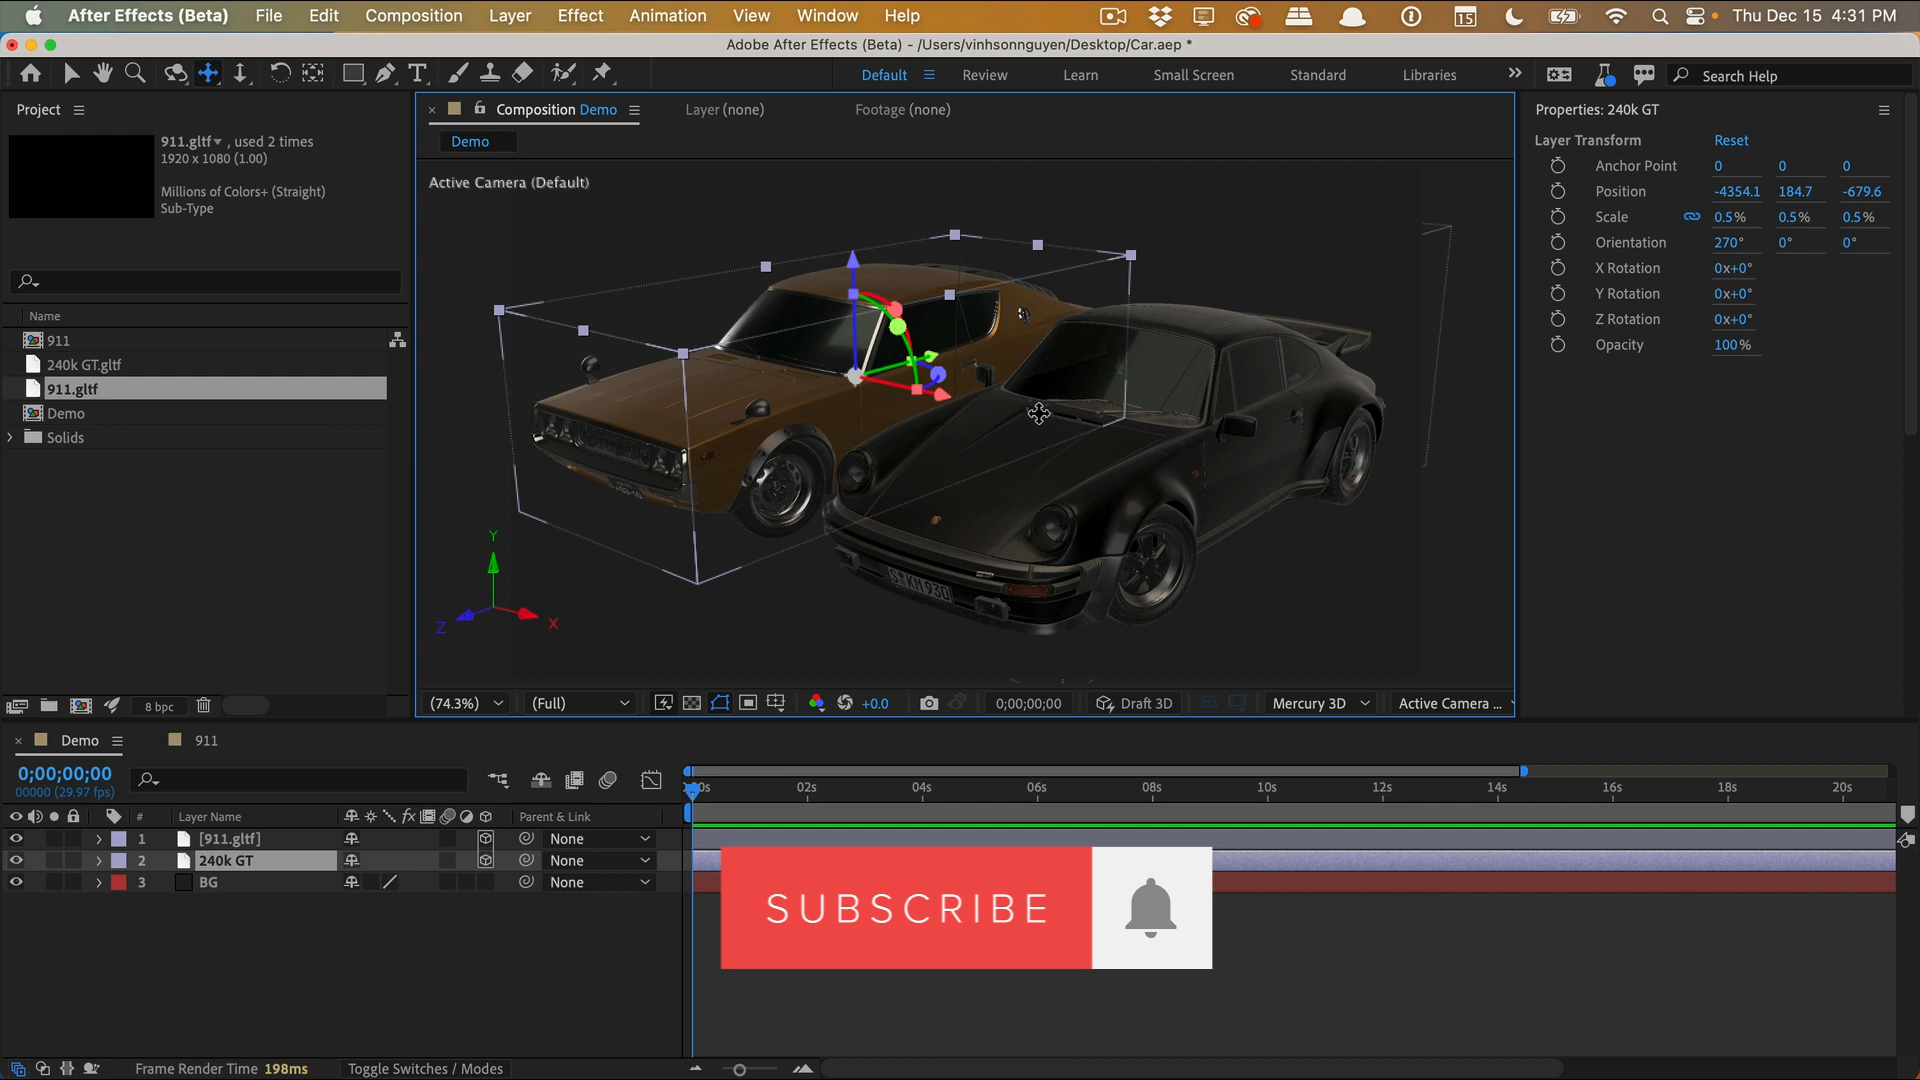 After Effects (Beta) File Edit Composition Layer Effect Animation View Window Help
15 Thu Dec 15 4:31 PM
Adobe After Effects (Beta) - /Users/vinhsonnguyen/Desktop/Car.aep *
Default Review Learn Small Screen Standard Libraries
Search Help
Project
911.gltf , used 2 times
1920 x 1080 (1.00)
Millions of Colors+ (Straight)
Sub-Type
Name
911
240k GT.gltf
911.gltf
Demo
Solids
8 bpc
Composition Demo
Layer (none)
Footage (none)
Demo
Active Camera (Default)
S KM 930
Y
Z
X
(74.3%) (Full) +0.0 0;00;00;00 Draft 3D Mercury 3D Active Camera ...
Properties: 240k GT
Layer Transform Reset
Anchor Point 0 0 0
Position -4354.1 184.7 -679.6
Scale 0.5% 0.5% 0.5%
Orientation 270° 0° 0°
X Rotation 0x+0°
Y Rotation 0x+0°
Z Rotation 0x+0°
Opacity 100%
Demo 911
0;00;00;00
00000 (29.97 fps)
02s 04s 06s 08s 10s 12s 14s 16s 18s 20s
# Layer Name fx Parent & Link
1 [911.gltf] None
2 240k GT None
3 BG None
SUBSCRIBE
Frame Render Time 198ms Toggle Switches / Modes